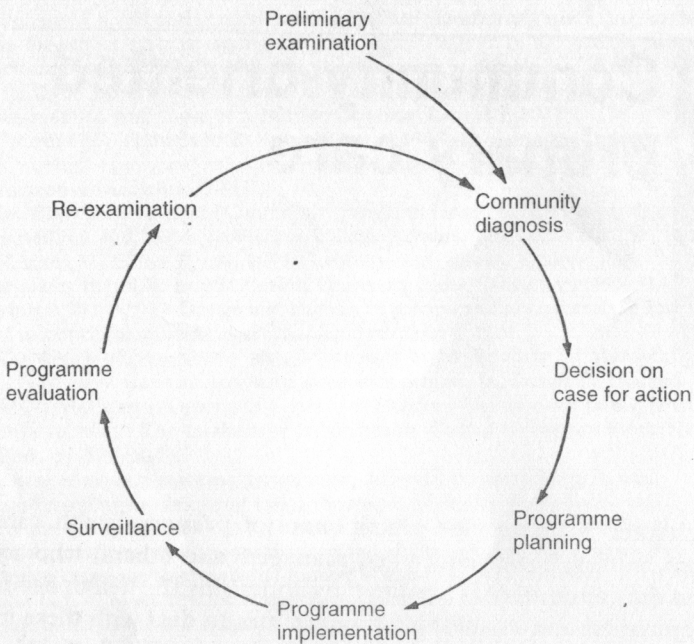 Preliminary
examination
Community
diagnosis
Decision on
case for action
Programme
planning
Programme
implementation
Surveillance
Programme
evaluation
Re-examination